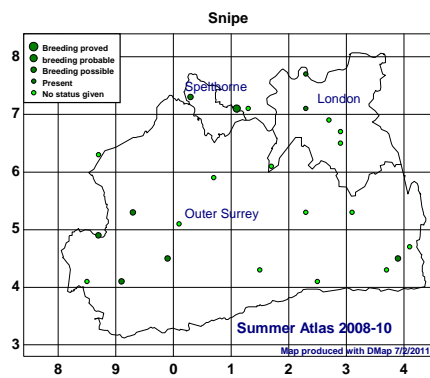 Snipe
8
Breeding proved
breeding probable
Breeding possible
Present
No status given
Spelthorne
London
7
6
5
Outer Surrey
4
Summer Atlas 2008-10
3
Map produced with DMap 7/2/2011
8 9 0 1 2 3 4